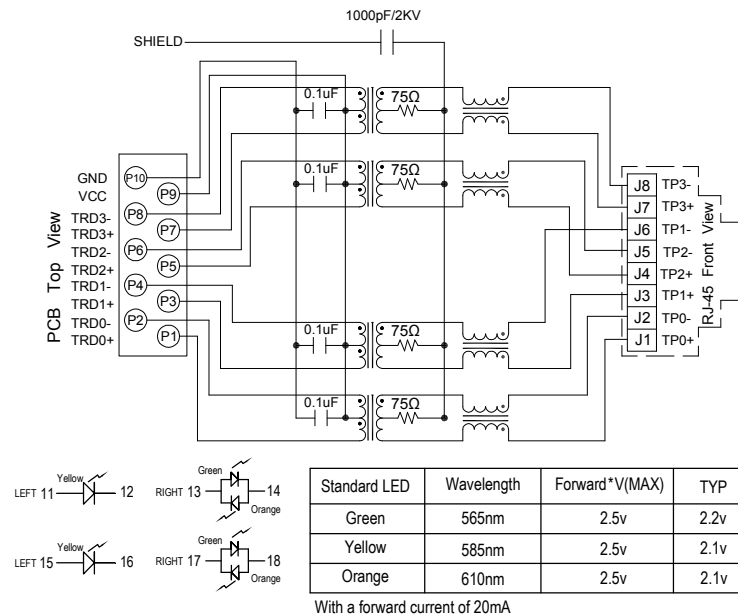 1000pF/2KV
SHIELD
0.1uF 75Ω
0.1uF 75Ω
0.1uF 75Ω
0.1uF 75Ω
PCB Top View
GND P10
VCC P9
TRD3- P8
TRD3+ P7
TRD2- P6
TRD2+ P5
TRD1- P4
TRD1+ P3
TRD0- P2
TRD0+ P1
J8 TP3-
J7 TP3+
J6 TP1-
J5 TP2-
J4 TP2+
J3 TP1+
J2 TP0-
J1 TP0+
RJ-45 Front View
Yellow
LEFT 11 12
Green
RIGHT 13 14
Orange
Yellow
LEFT 15 16
Green
RIGHT 17 18
Orange
Standard LED Wavelength Forward*V(MAX) TYP
Green 565nm 2.5v 2.2v
Yellow 585nm 2.5v 2.1v
Orange 610nm 2.5v 2.1v
With a forward current of 20mA